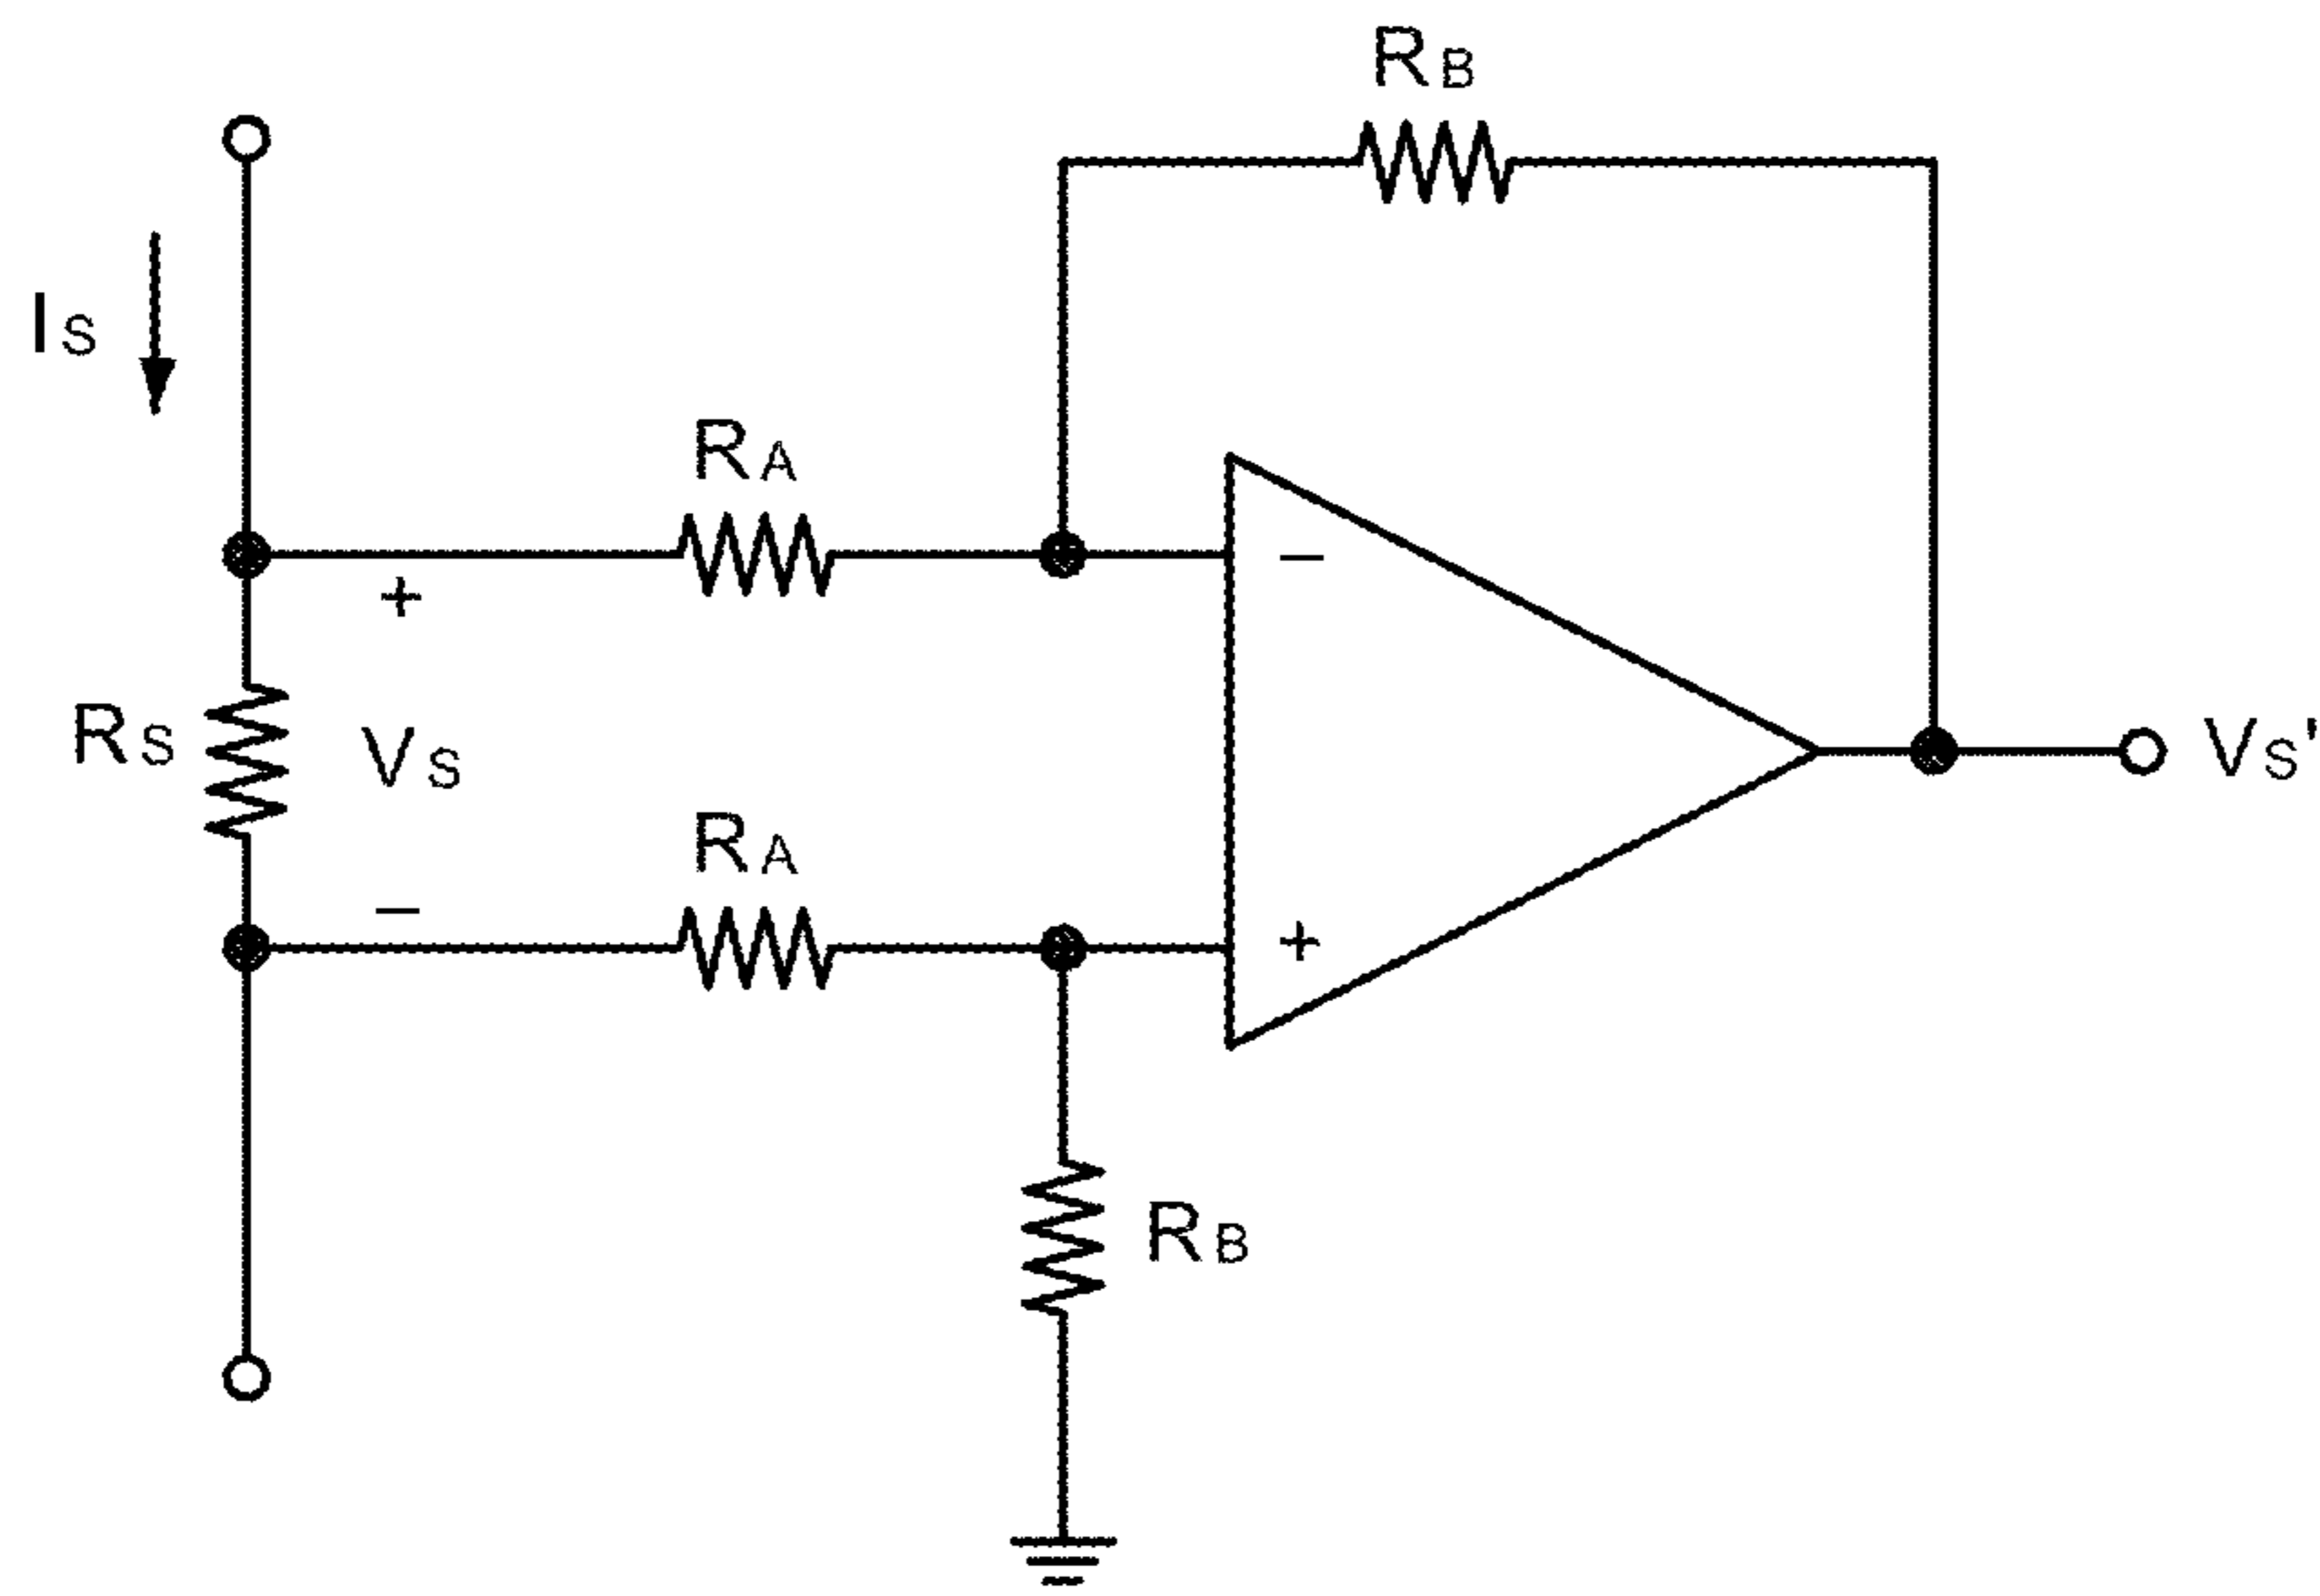 RB
IS
RA
+
−
RS
VS
VS'
RA
−
+
RB